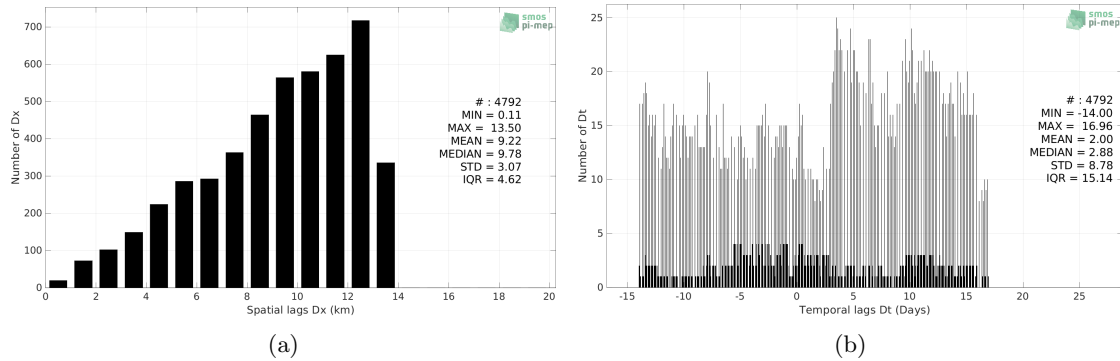 700
600
500
400
300
200
100
0
Number of Dx
0 2 4 6 8 10 12 14 16 18 20
Spatial lags Dx (km)
smos
pi-mep
# : 4792
MIN = 0.11
MAX = 13.50
MEAN = 9.22
MEDIAN = 9.78
STD = 3.07
IQR = 4.62
(a)
25
20
15
10
5
0
Number of Dt
-15 -10 -5 0 5 10 15 20 25
Temporal lags Dt (Days)
smos
pi-mep
# : 4792
MIN = -14.00
MAX = 16.96
MEAN = 2.00
MEDIAN = 2.88
STD = 8.78
IQR = 15.14
(b)